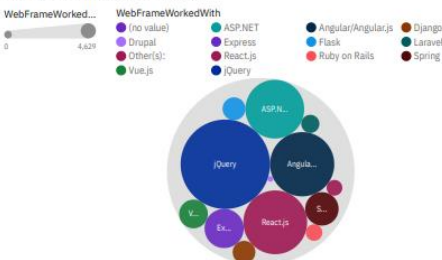 WebFrameWorked...
0 4,629
WebFrameWorkedWith
(no value) ASP.NET Angular/Angular.js Django
Drupal Express Flask Laravel
Other(s): React.js Ruby on Rails Spring
Vue.js jQuery
ASP.N...
jQuery
Angula...
React.js
V...
Ex...
S...